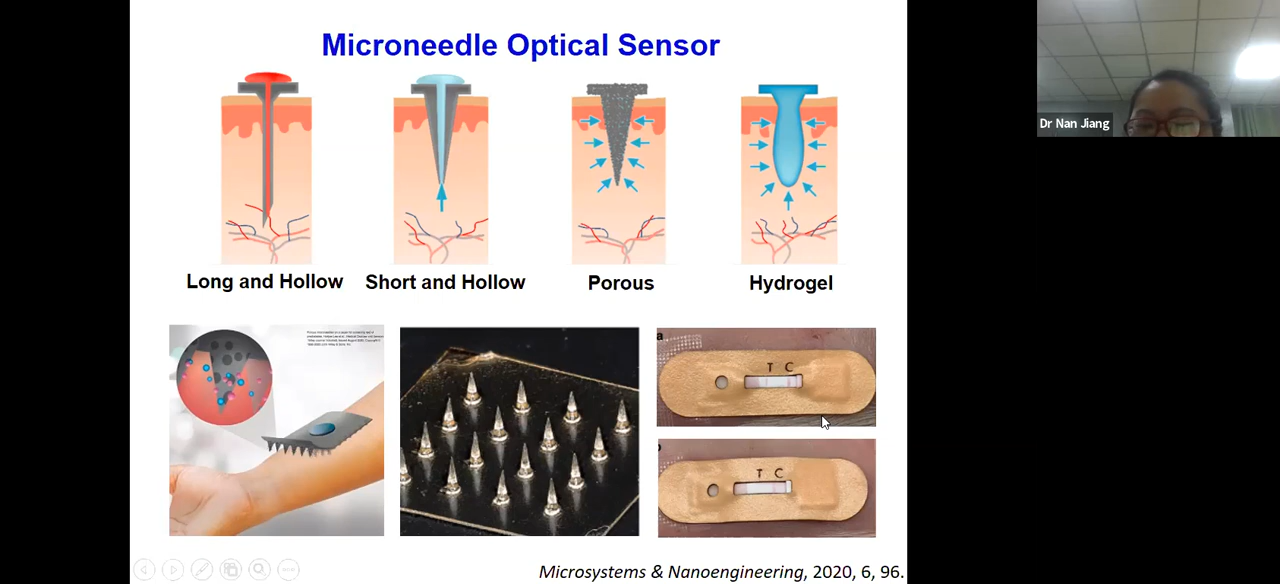 Microneedle Optical Sensor
Dr Nan Jiang
Long and Hollow
Short and Hollow
Porous
Hydrogel
a
T C
T C
Microsystems & Nanoengineering, 2020, 6, 96.